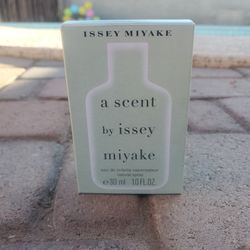 ISSEY MIYAKE
a scent
by issey
miyake
eau de toilette vaporisateur
natural spray
e 30 ml 1.0 FL.OZ.